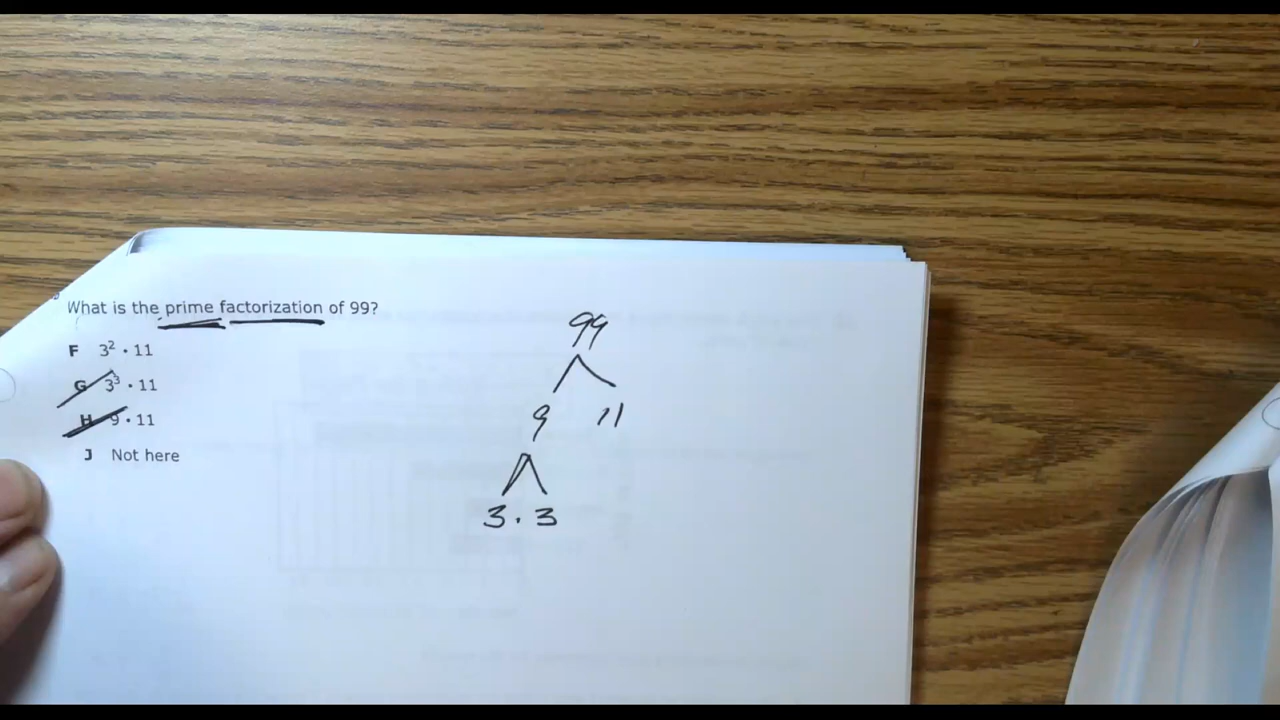 What is the prime factorization of 99?
F 3² · 11
G 3³ · 11
H 9 · 11
J Not here
99
9 11
3 · 3